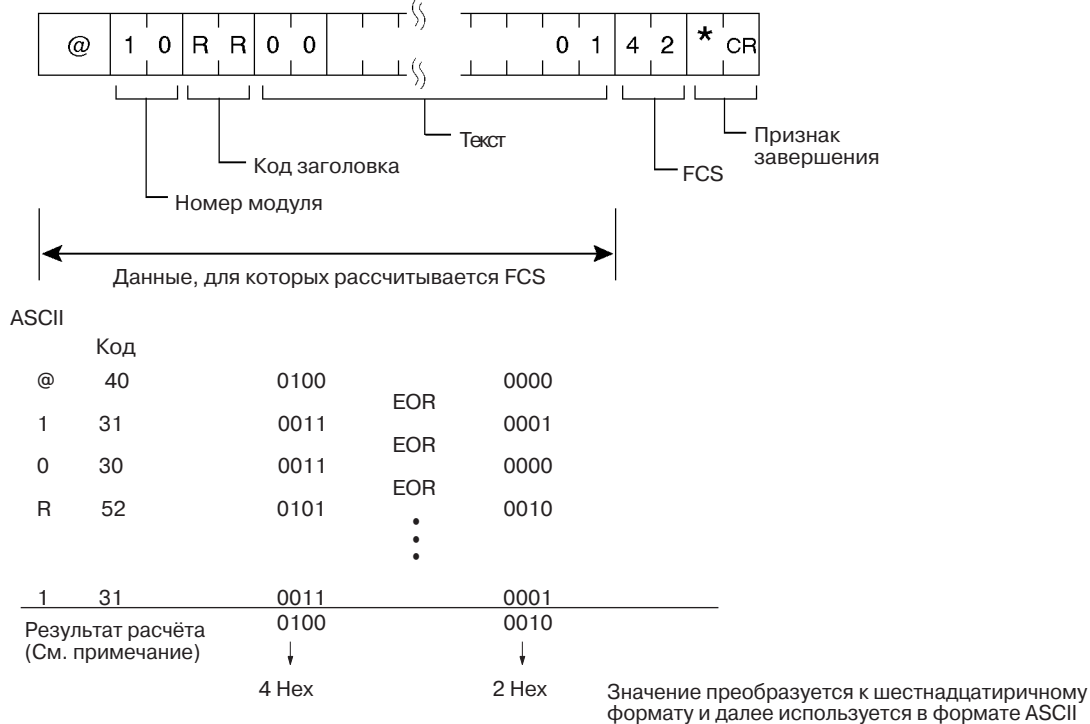 @ 1 0 R R 0 0 0 1 4 2 * CR
Текст
Признак
завершения
Код заголовка
FCS
Номер модуля
Данные, для которых рассчитывается FCS
ASCII
Код
@ 40 0100 0000
EOR
1 31 0011 0001
EOR
0 30 0011 0000
EOR
R 52 0101 0010
1 31 0011 0001
Результат расчёта 0100 0010
(См. примечание)
4 Hex 2 Hex
Значение преобразуется к шестнадцатиричному
формату и далее используется в формате ASCII